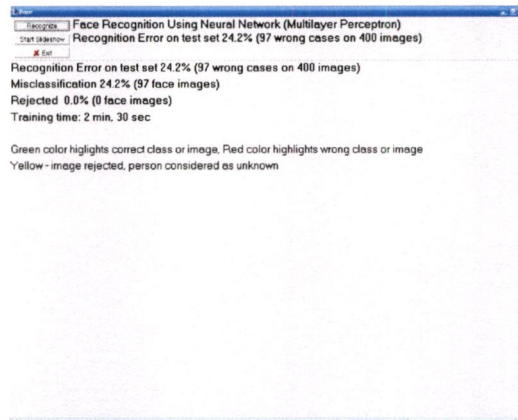 Recognize
Face Recognition Using Neural Network (Multilayer Perceptron)
Start Slideshow
Recognition Error on test set 24.2% (97 wrong cases on 400 images)
Exit
Recognition Error on test set 24.2% (97 wrong cases on 400 images)
Misclassification 24.2% (97 face images)
Rejected 0.0% (0 face images)
Training time: 2 min, 30 sec
Green color higlights correct class or image, Red color highlights wrong class or image
Yellow - image rejected, person considered as unknown